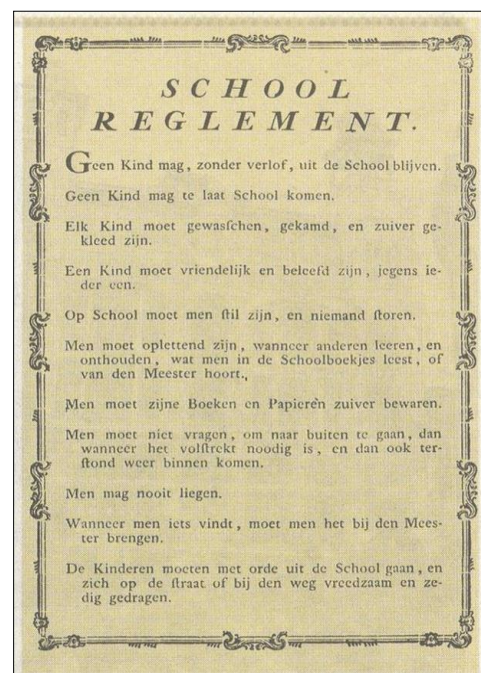 SCHOOL
REGLEMENT.
Geen Kind mag, zonder verlof, uit de School blijven.
Geen Kind mag te laat School komen.
Elk Kind moet gewasſchen, gekamd, en zuiver ge-
kleed zijn.
Een Kind moet vriendelijk en beleefd zijn, jegens ie-
der een.
Op School moet men ſtil zijn, en niemand ſtoren.
Men moet oplettend zijn, wanneer anderen leeren, en
onthouden, wat men in de Schoolboekjes leest, of
van den Meester hoort.,
Men moet zijne Boeken en Papieren zuiver bewaren.
Men moet niet vragen, om naar buiten te gaan, dan
wanneer het volſtrekt noodig is, en dan ook ter-
ſtond weer binnen komen.
Men mag nooit liegen.
Wanneer men iets vindt, moet men het bij den Mees-
ter brengen.
De Kinderen moeten met orde uit de School gaan, en
zich op de ſtraat of bij den weg vreedzaam en ze-
dig gedragen.